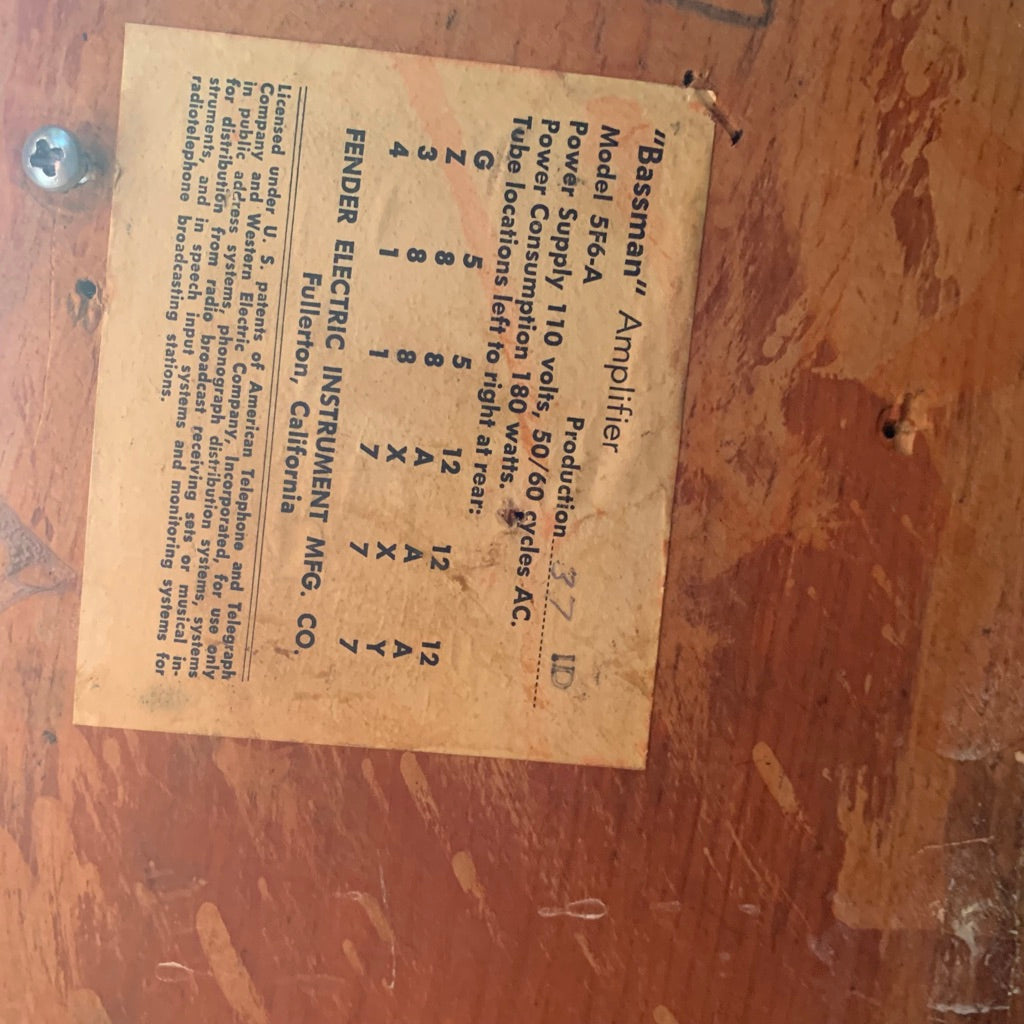 "Bassman" Amplifier
Model 5F6-A Production 37 ID
Power Supply 110 volts, 50/60 cycles AC.
Power Consumption 180 watts.
Tube locations left to right at rear:
G 5 5 12 12 12
Z 8 8 A A A
3 8 8 X X Y
4 1 1 7 7 7
FENDER ELECTRIC INSTRUMENT MFG. CO.
Fullerton, California
Licensed under U. S. patents of American Telephone and Telegraph
Company and Western Electric Company, Incorporated, for use only
in public address systems, phonograph distribution systems, systems
for distribution from radio broadcast receiving sets or musical in-
struments, and in speech input systems and monitoring systems for
radiotelephone broadcasting stations.